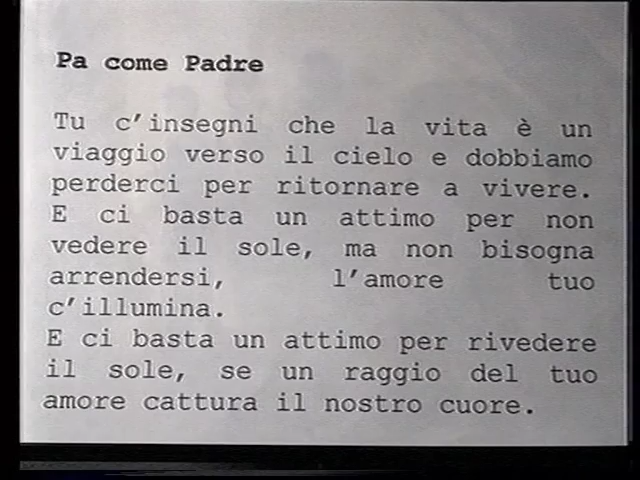 Pa come Padre
Tu c'insegni che la vita è un
viaggio verso il cielo e dobbiamo
perderci per ritornare a vivere.
E ci basta un attimo per non
vedere il sole, ma non bisogna
arrendersi, l'amore tuo
c'illumina.
E ci basta un attimo per rivedere
il sole, se un raggio del tuo
amore cattura il nostro cuore.